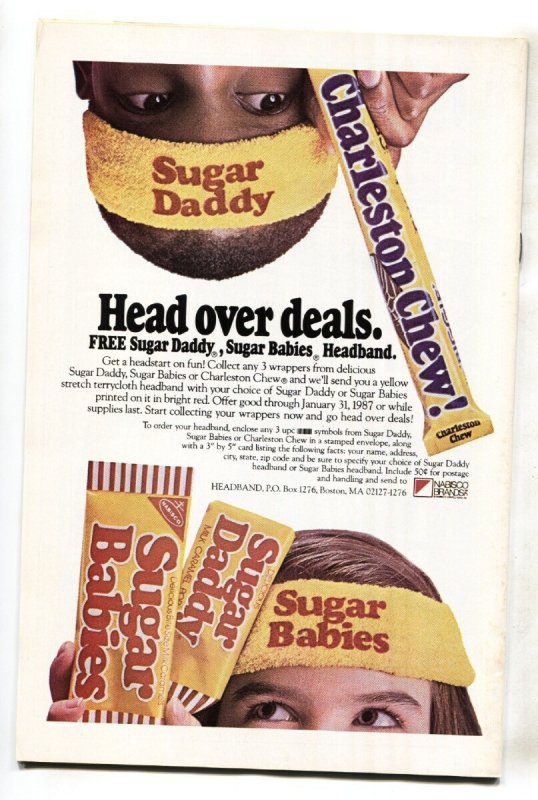 Sugar
Daddy
Charleston Chew!
Charleston
Chew
Head over deals.
FREE Sugar Daddy®, Sugar Babies® Headband.
Get a headstart on fun! Collect any 3 wrappers from delicious
Sugar Daddy, Sugar Babies or Charleston Chew® and we'll send you a yellow
stretch terrycloth headband with your choice of Sugar Daddy or Sugar Babies
printed on it in bright red. Offer good through January 31, 1987 or while
supplies last. Start collecting your wrappers now and go head over deals!
To order your headband, enclose any 3 upc symbols from Sugar Daddy,
Sugar Babies or Charleston Chew in a stamped envelope, along
with a 3" by 5" card listing the following facts: your name, address,
city, state, zip code and be sure to specify your choice of Sugar Daddy
headband or Sugar Babies headband. Include 50¢ for postage
and handling and send to
HEADBAND, P.O. Box 1276, Boston, MA 02127-1276
NABISCO
BRANDS
NABISCO
Sugar
Babies
Sugar
Daddy
MILK CARAMEL
Sugar
Babies